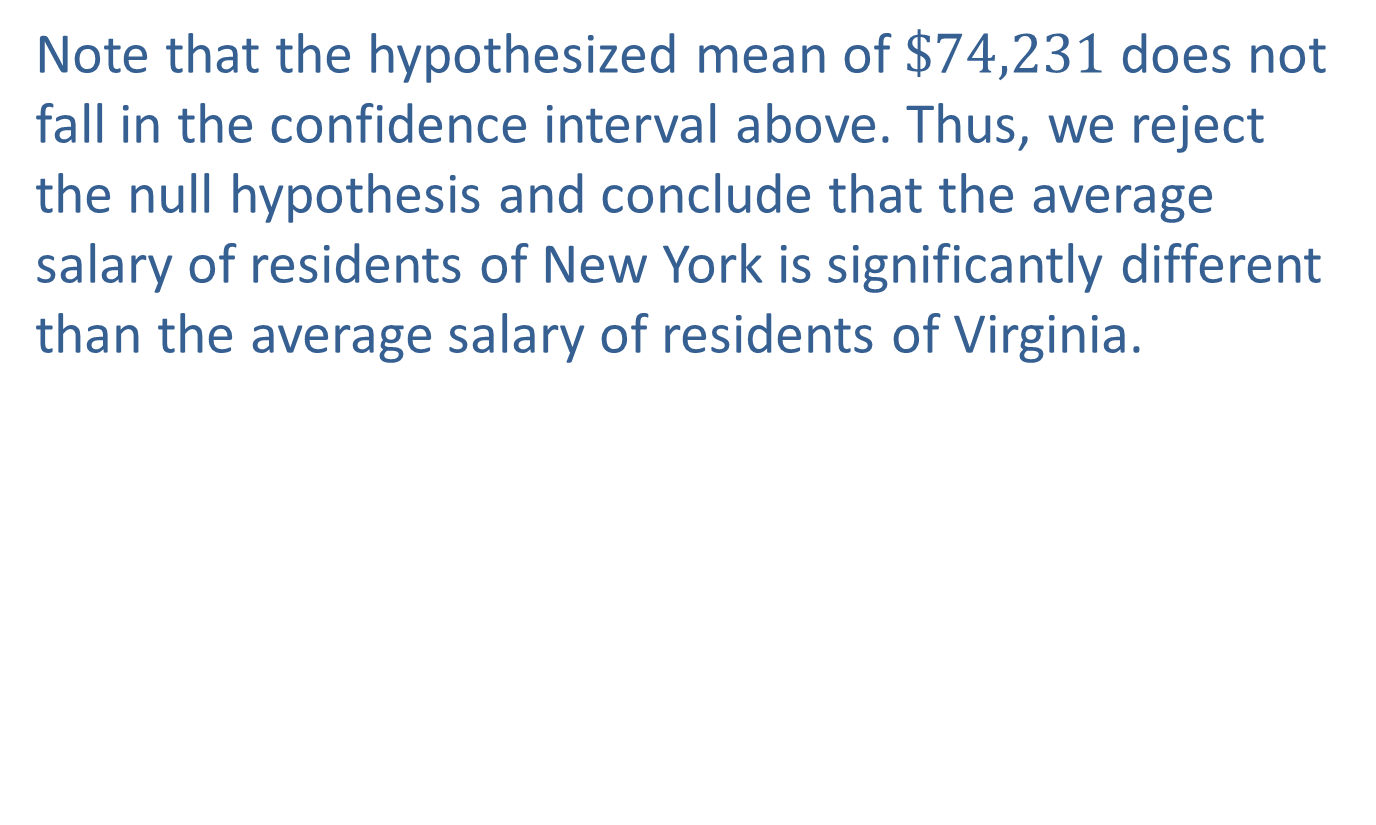 Note that the hypothesized mean of $74,231 does not
fall in the confidence interval above. Thus, we reject
the null hypothesis and conclude that the average
salary of residents of New York is significantly different
than the average salary of residents of Virginia.